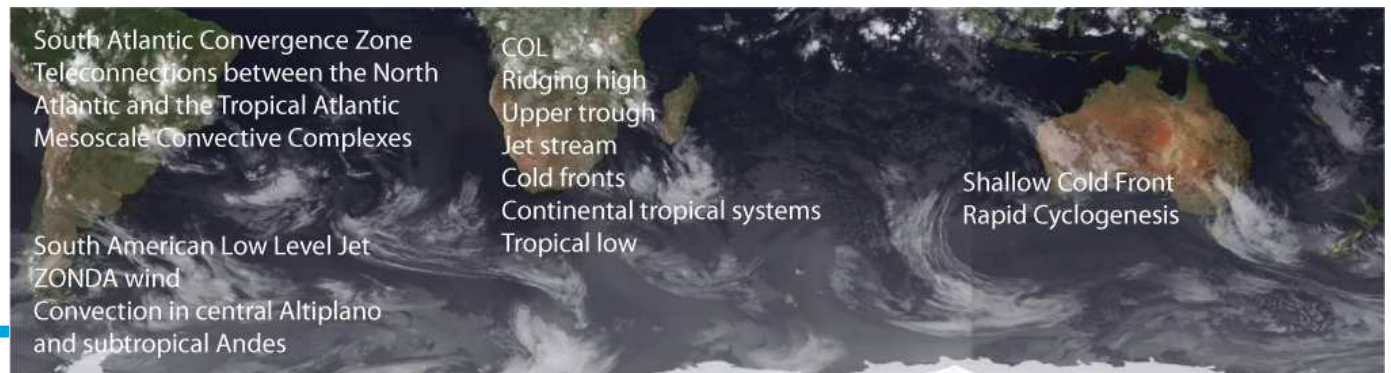 South Atlantic Convergence Zone
Teleconnections between the North
Atlantic and the Tropical Atlantic
Mesoscale Convective Complexes
South American Low Level Jet
ZONDA wind
Convection in central Altiplano
and subtropical Andes
COL
Ridging high
Upper trough
Jet stream
Cold fronts
Continental tropical systems
Tropical low
Shallow Cold Front
Rapid Cyclogenesis